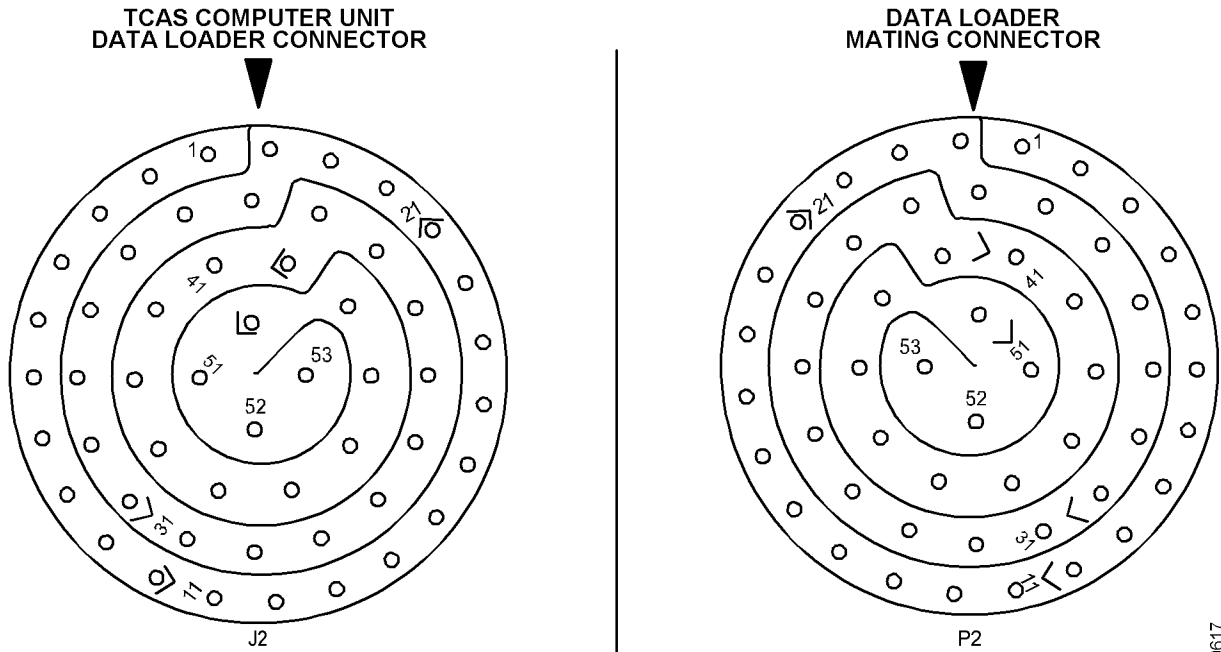 TCAS COMPUTER UNIT
DATA LOADER CONNECTOR
1
21
41
51
53
52
31
11
J2
DATA LOADER
MATING CONNECTOR
1
21
41
53
51
52
31
11
P2